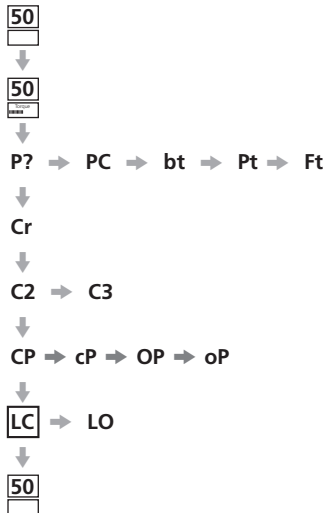 50
50
Torque
P? PC bt Pt Ft
Cr
C2 C3
CP cP OP oP
LC LO
50